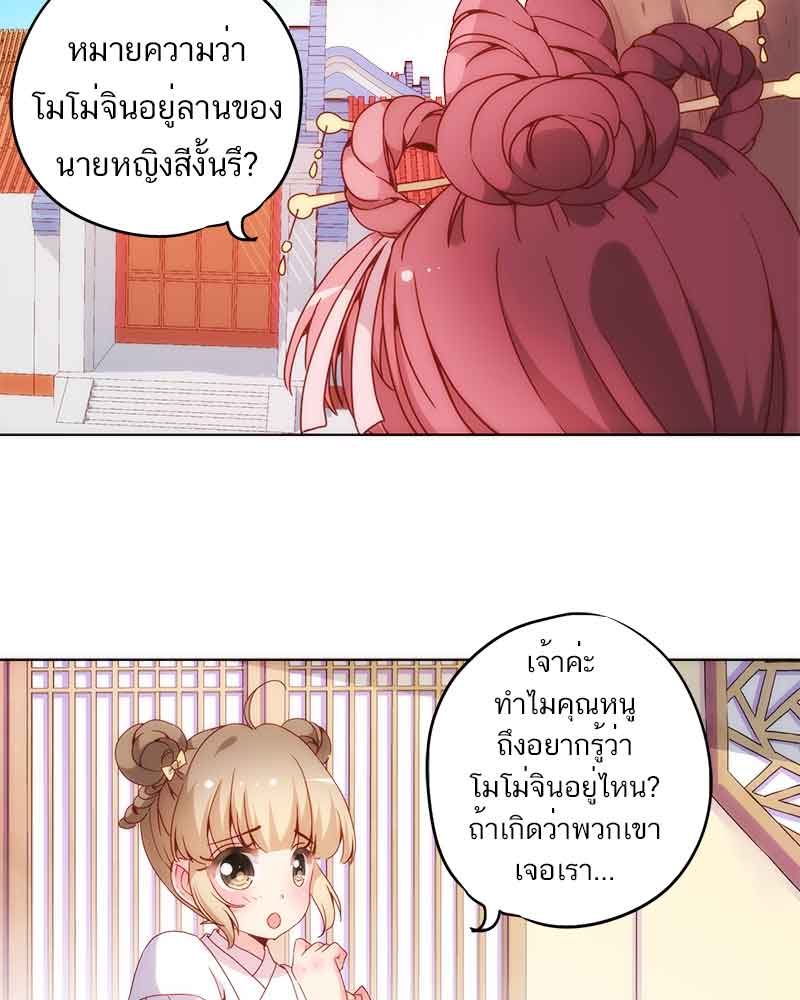 หมายความว่า
โมโม่จินอยู่ลานของ
นายหญิงสี่งั้นรึ?
เจ้าค่ะ
ทำไมคุณหนู
ถึงอยากรู้ว่า
โมโม่จินอยู่ไหน?
ถ้าเกิดว่าพวกเขา
เจอเรา...